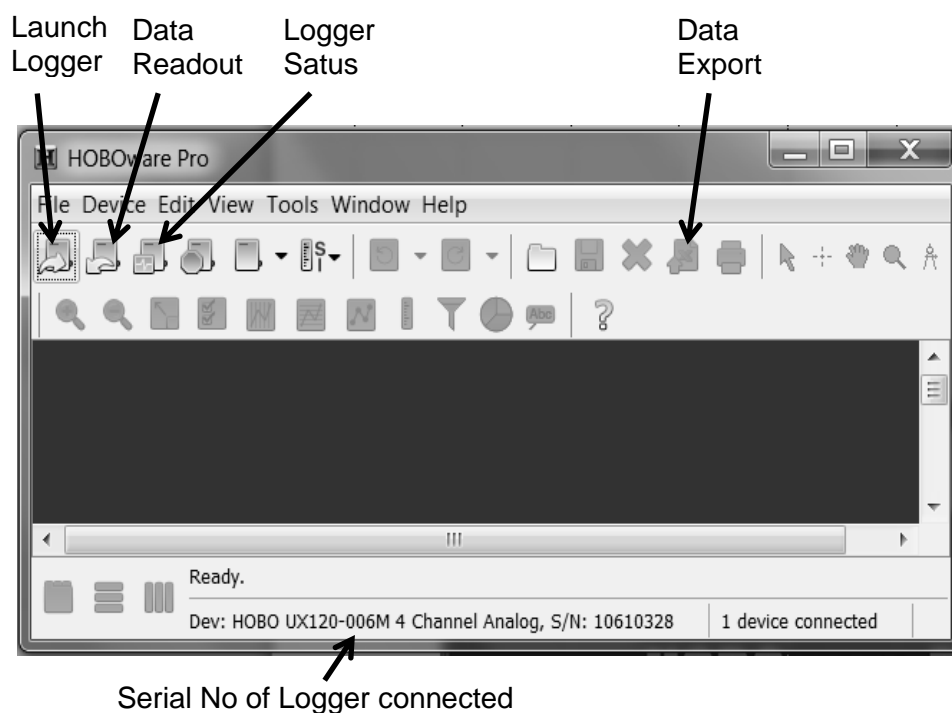 Launch Logger
Data Readout
Logger Satus
Data Export
HOBOware Pro
File Device Edit View Tools Window Help
S
I
Abc
?
Ready.
Dev: HOBO UX120-006M 4 Channel Analog, S/N: 10610328
1 device connected
Serial No of Logger connected